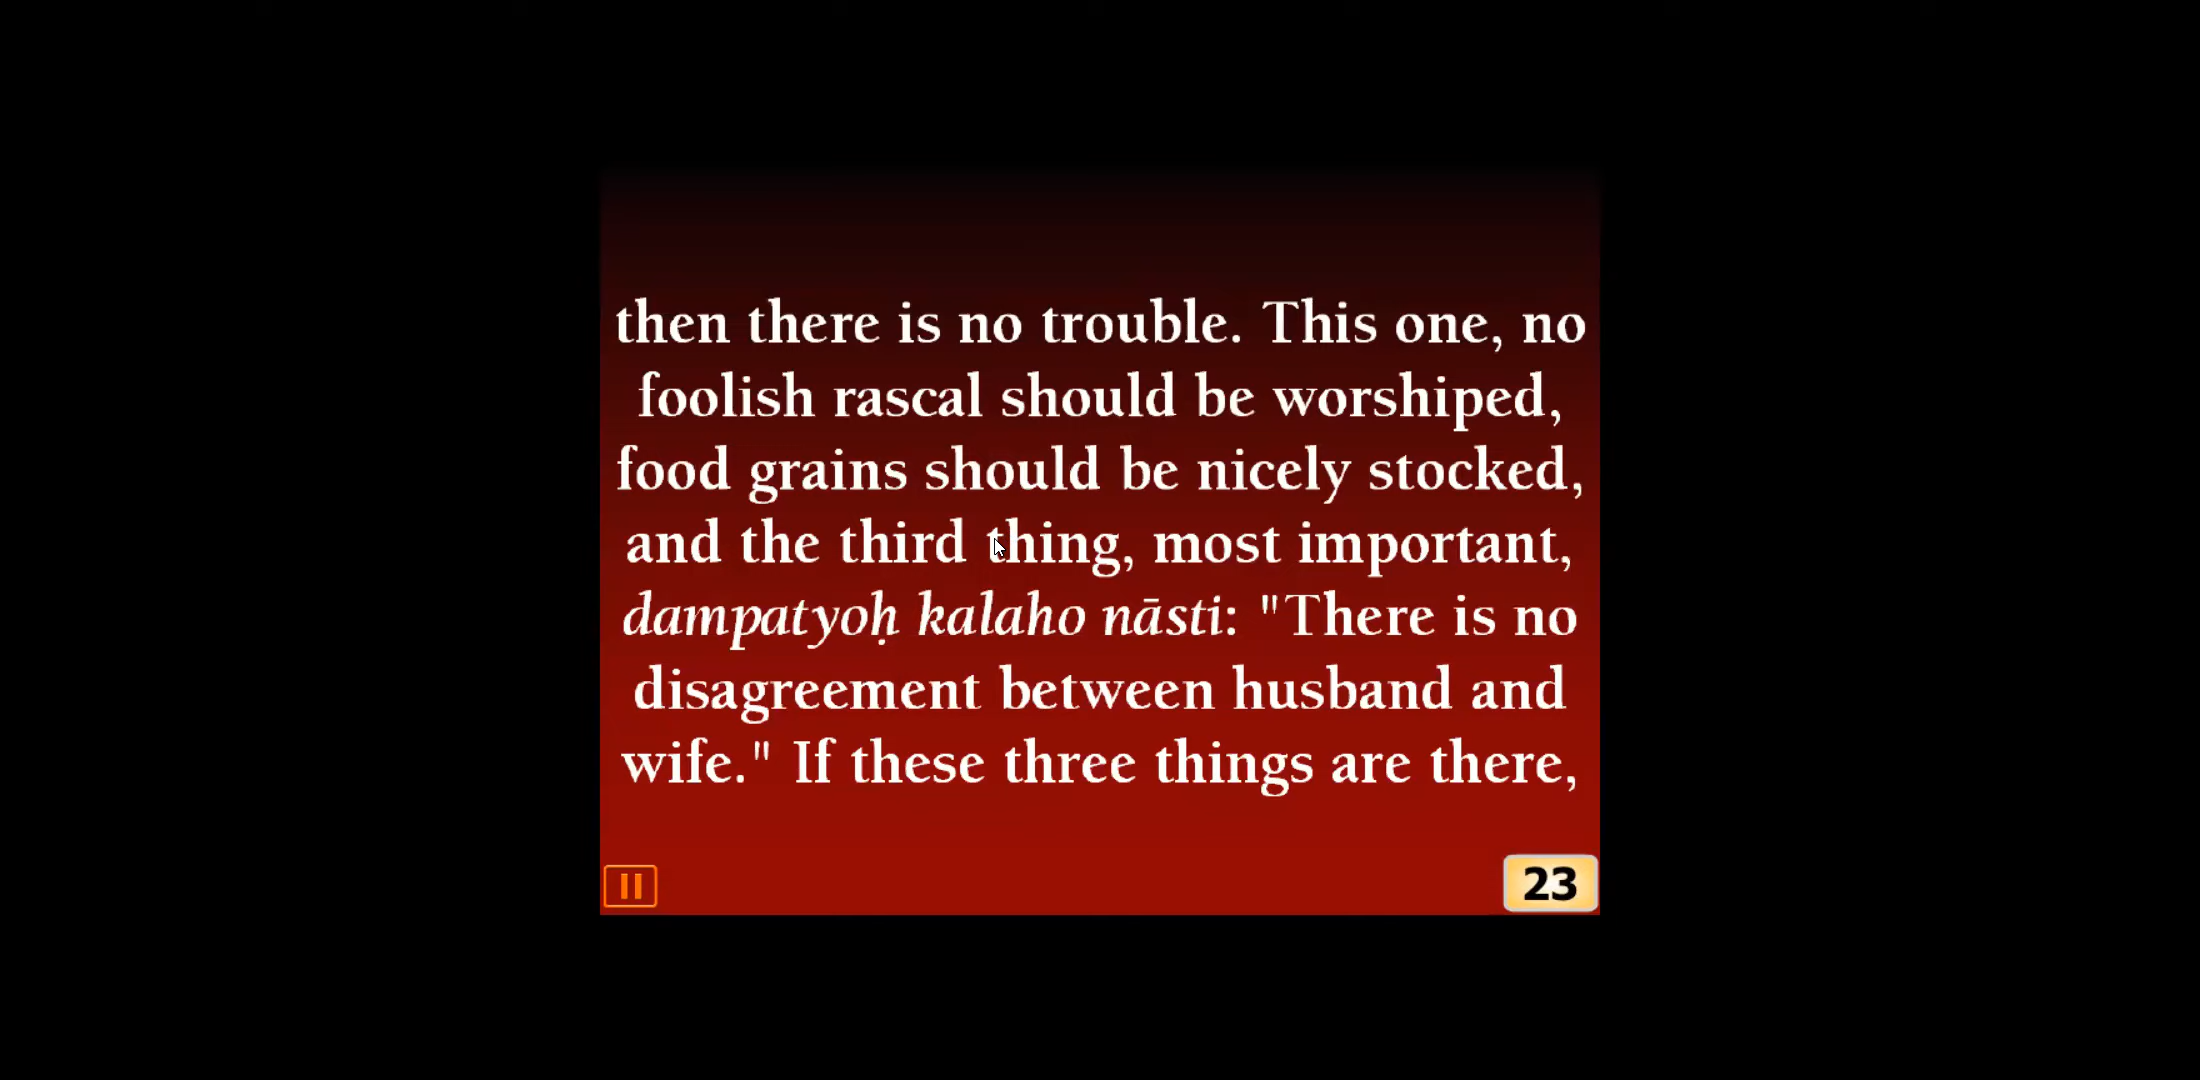 then there is no trouble. This one, no
foolish rascal should be worshiped,
food grains should be nicely stocked,
and the third thing, most important,
dampatyoḥ kalaho nāsti: "There is no
disagreement between husband and
wife." If these three things are there,
23